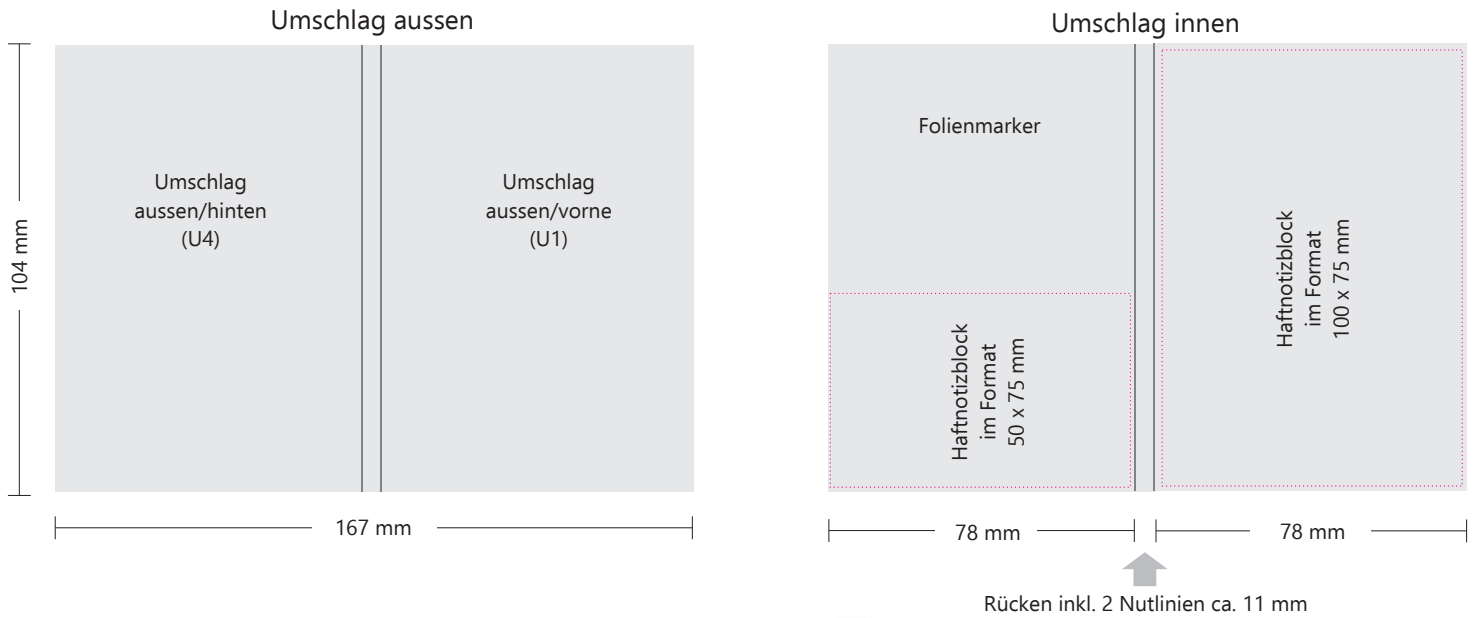 Umschlag aussen
Umschlag
aussen/hinten
(U4)
Umschlag
aussen/vorne
(U1)
104 mm
167 mm
Umschlag innen
Folienmarker
Haftnotizblock
im Format
50 x 75 mm
Haftnotizblock
im Format
100 x 75 mm
78 mm
78 mm
Rücken inkl. 2 Nutlinien ca. 11 mm